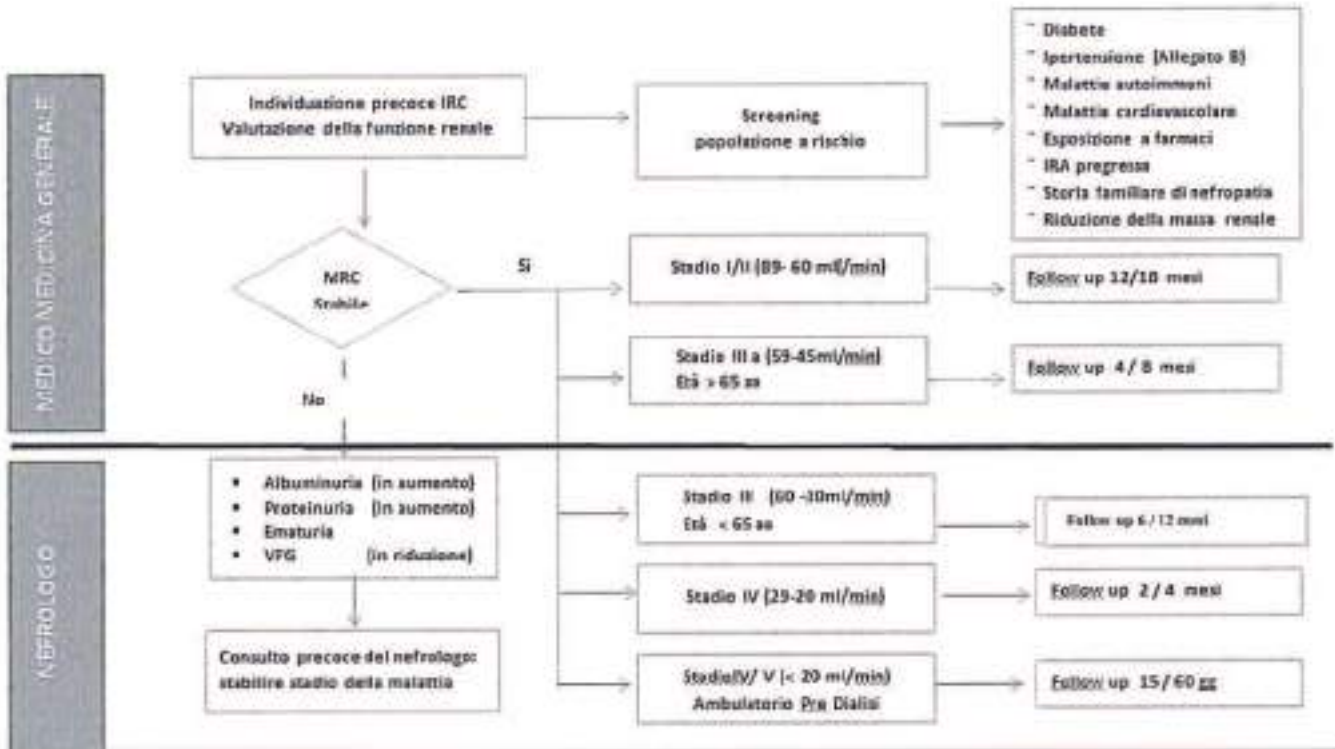 MEDICO MEDICINA GENERALE
Individuazione precoce IRC
Valutazione della funzione renale
Screening
popolazione a rischio
- Diabete
- Ipertensione (Allegato B)
- Malattie autoimmuni
- Malattie cardiovascolare
- Esposizione a farmaci
- IRA pregressa
- Storia familiare di nefropatia
- Riduzione della massa renale
MRC
Stabile
Si
No
Stadio I/II (89- 60 ml/min)
Follow up 12/18 mesi
Stadio III a (59-45ml/min)
Età > 65 aa
Follow up 4 / 8 mesi
NEFROLOGO
• Albuminuria (in aumento)
• Proteinuria (in aumento)
• Ematuria
• VFG (in riduzione)
Consulto precoce del nefrologo:
stabilire stadio della malattia
Stadio III (60 -30ml/min)
Età < 65 aa
Follow up 6 / 12 mesi
Stadio IV (29-20 ml/min)
Follow up 2 / 4 mesi
StadioIV/ V (< 20 ml/min)
Ambulatorio Pre Dialisi
Follow up 15 / 60 gg